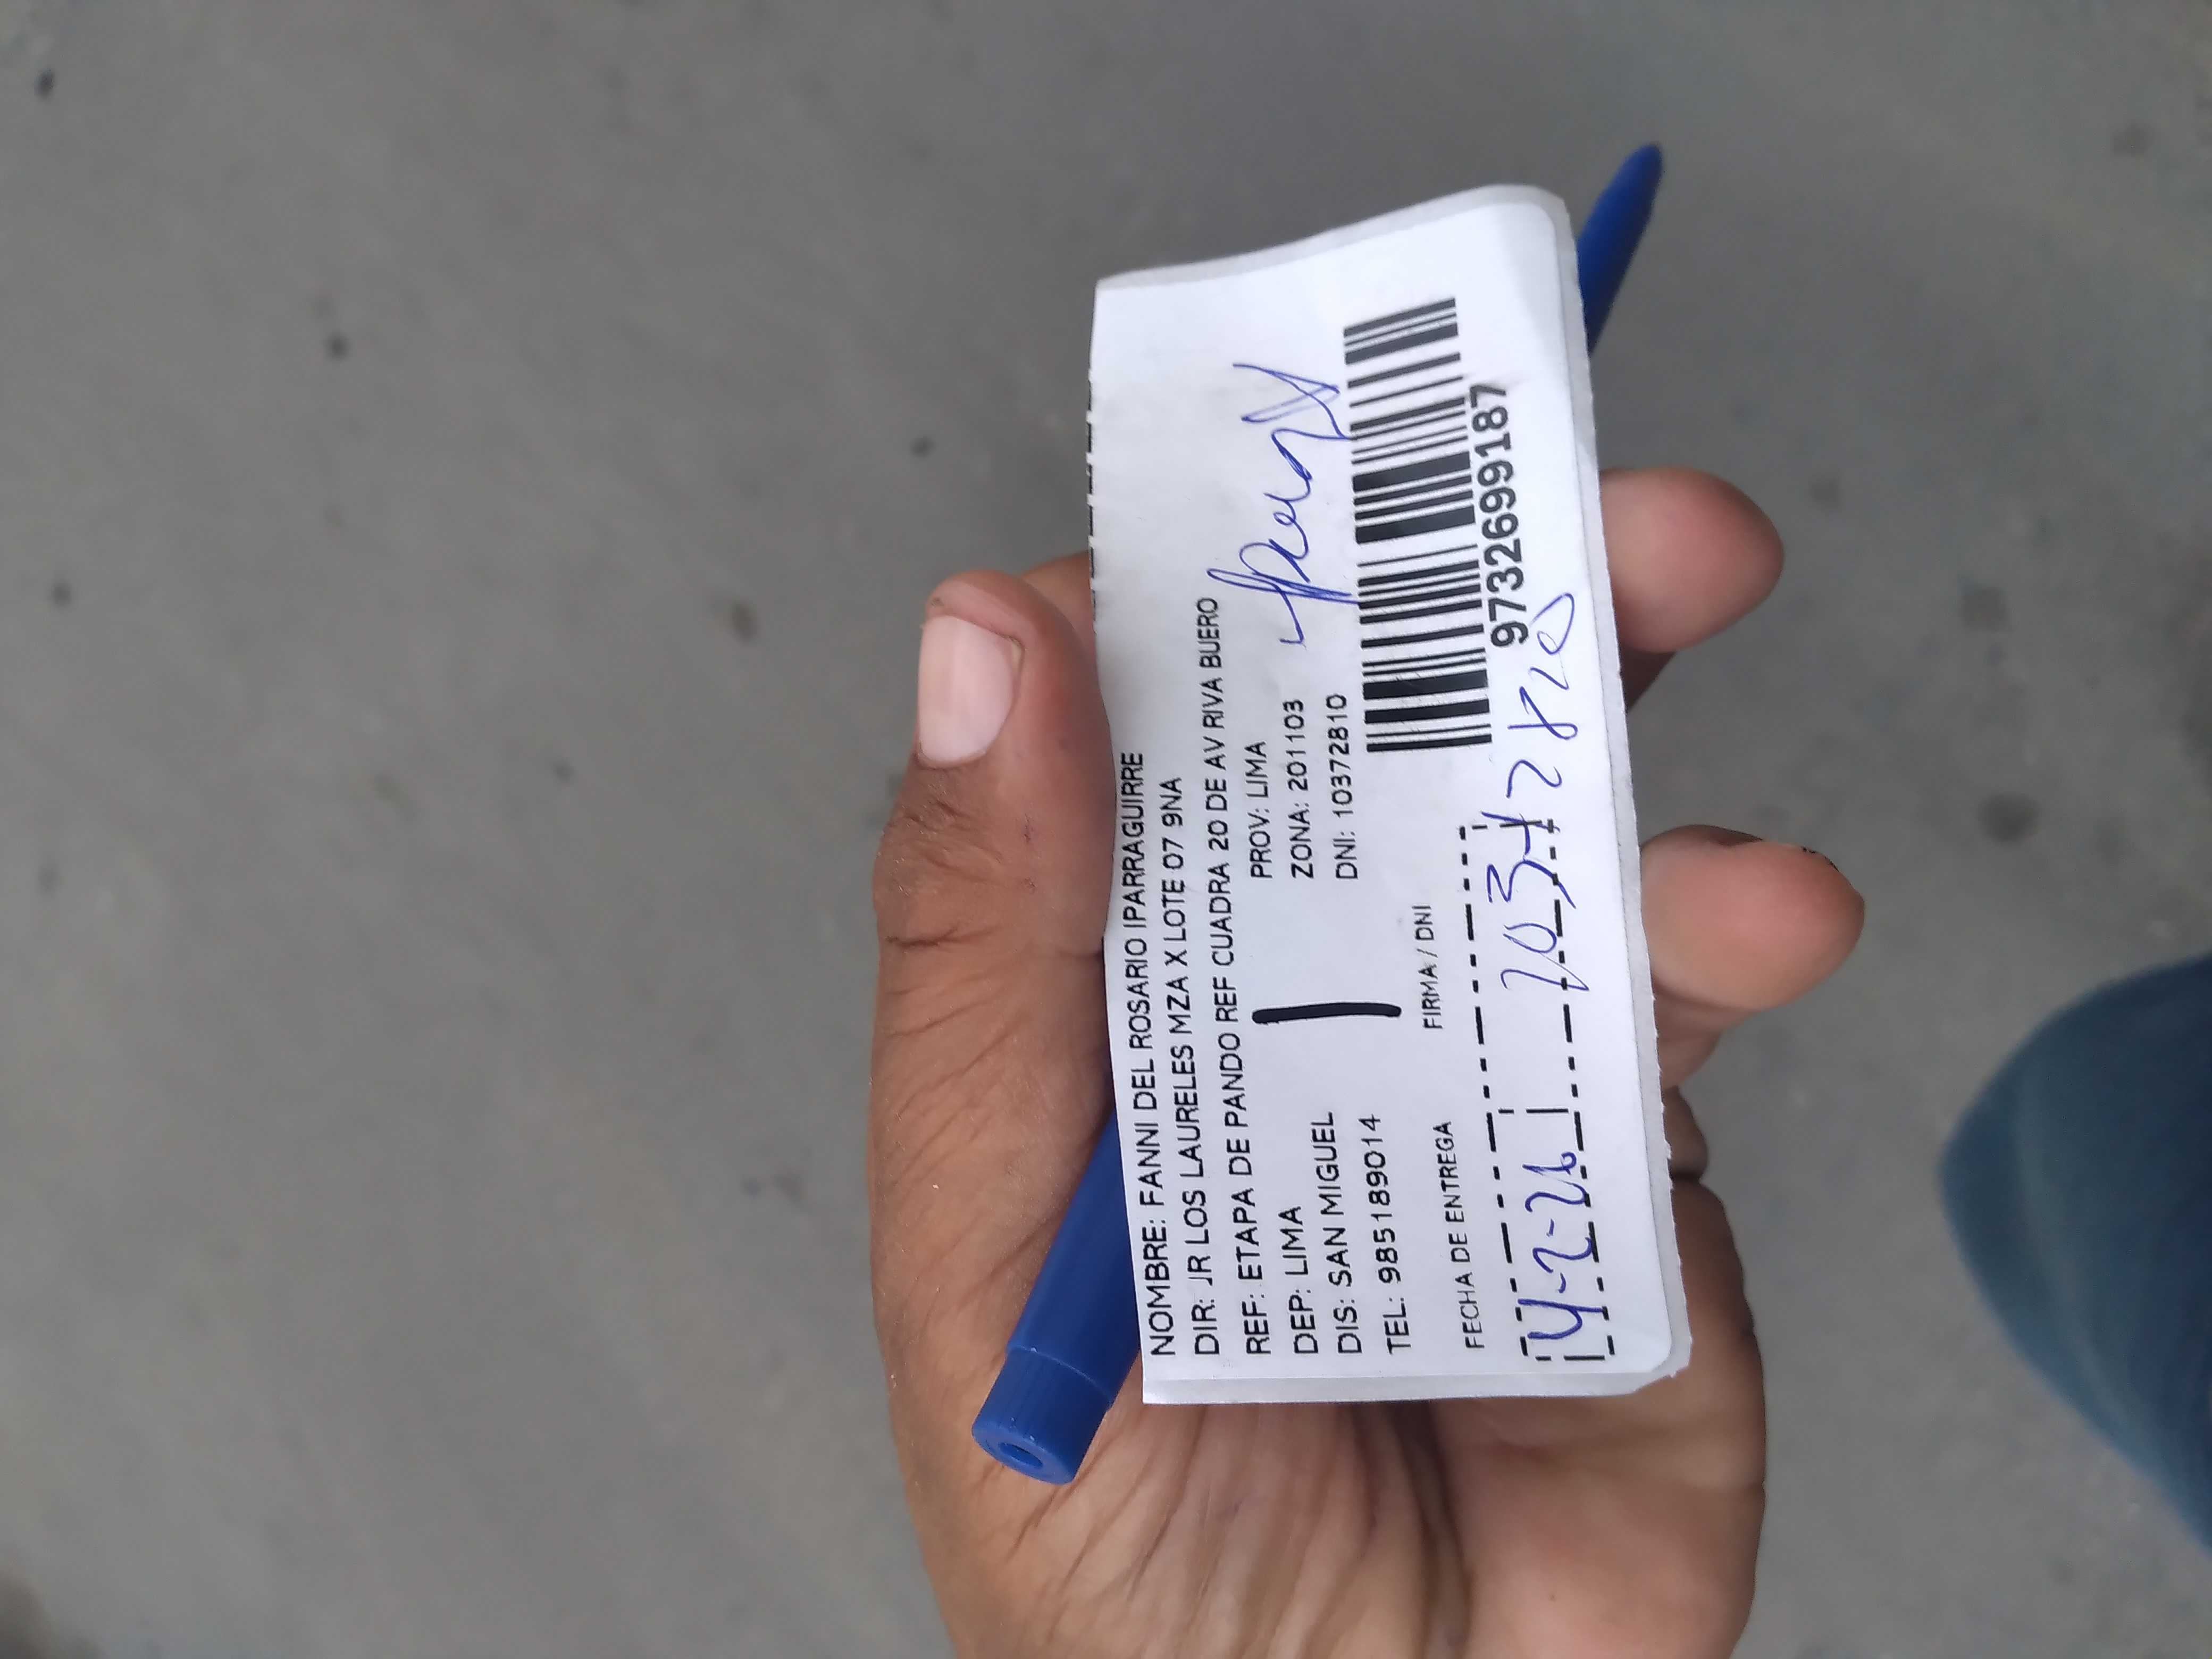 NOMBRE: FANNI DEL ROSARIO IPARRAGUIRRE
DIR: JR LOS LAURELES MZA X LOTE 07 9NA
REF: ETAPA DE PANDO REF CUADRA 20 DE AV RIVA BUERO
DEP: LIMA PROV: LIMA
DIS: SAN MIGUEL ZONA: 201103
TEL: 985189014 DNI: 10372810
FECHA DE ENTREGA FIRMA / DNI
9732699187
4-2-26 10372810